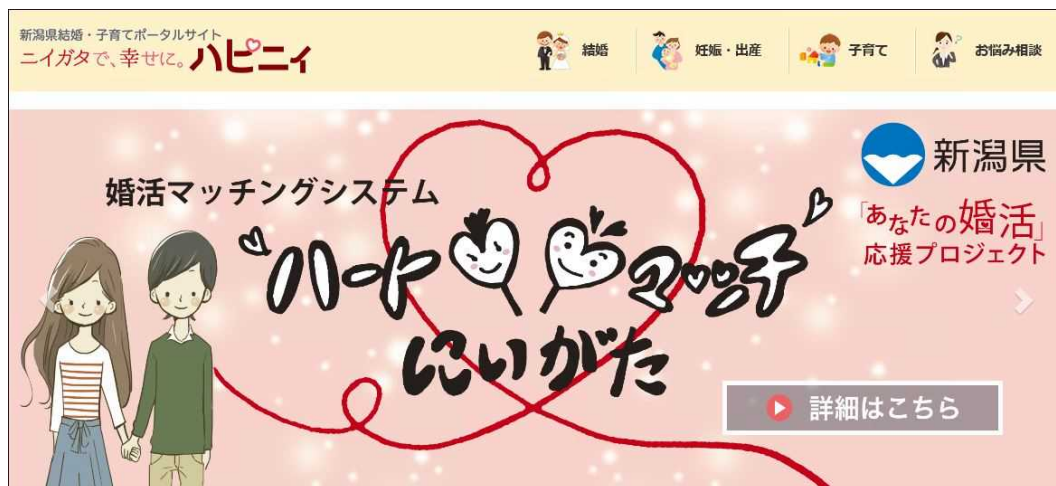 新潟県結婚・子育てポータルサイト
ニイガタで、幸せに。ハピニィ
結婚
妊娠・出産
子育て
お悩み相談
婚活マッチングシステム
ハートマッチ
にいがた
新潟県
「あなたの婚活」
応援プロジェクト
詳細はこちら